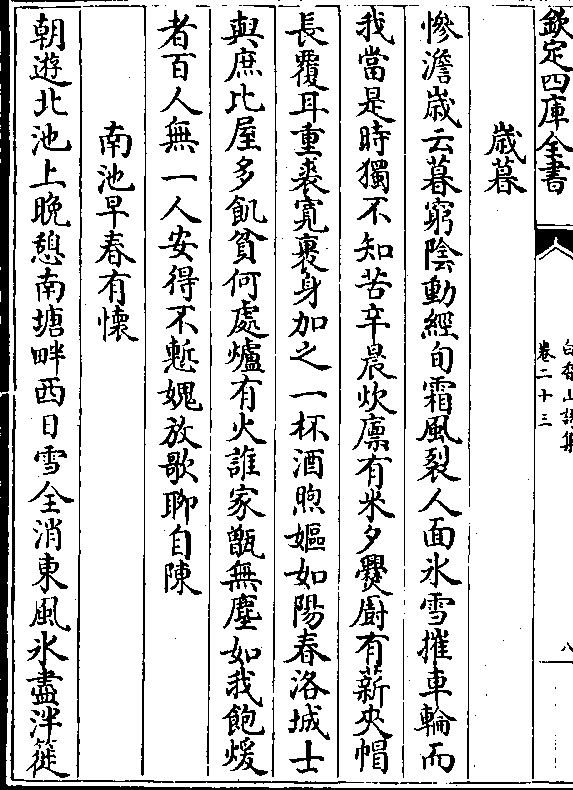 欽定四庫全書
白香山詩集
卷二十三
八
歲暮
慘澹歲云暮窮陰動經旬霜風裂人面氷雪摧車輪而
我當是時獨不知苦辛晨炊廩有米夕㸑厨有薪夾帽
長覆耳重裘寛裹身加之一杯酒煦嫗如陽春洛城士
與庶比屋多飢貧何處爐有火誰家甑無塵如我飽煖
者百人無一人安得不慙媿放歌聊自陳
南池早春有懐
朝遊北池上晚憩南塘畔西日雪全消東風氷盡泮簁